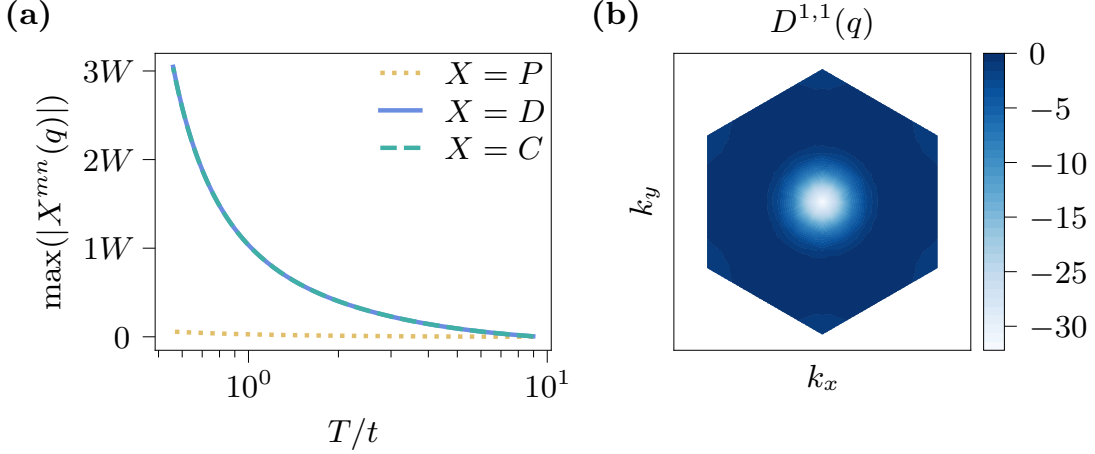 (a)
max(|X^{mn}(q)|)
3W
2W
1W
0
X = P
X = D
X = C
10^0
10^1
T/t
(b)
D^{1,1}(q)
k_y
k_x
0
−5
−10
−15
−20
−25
−30